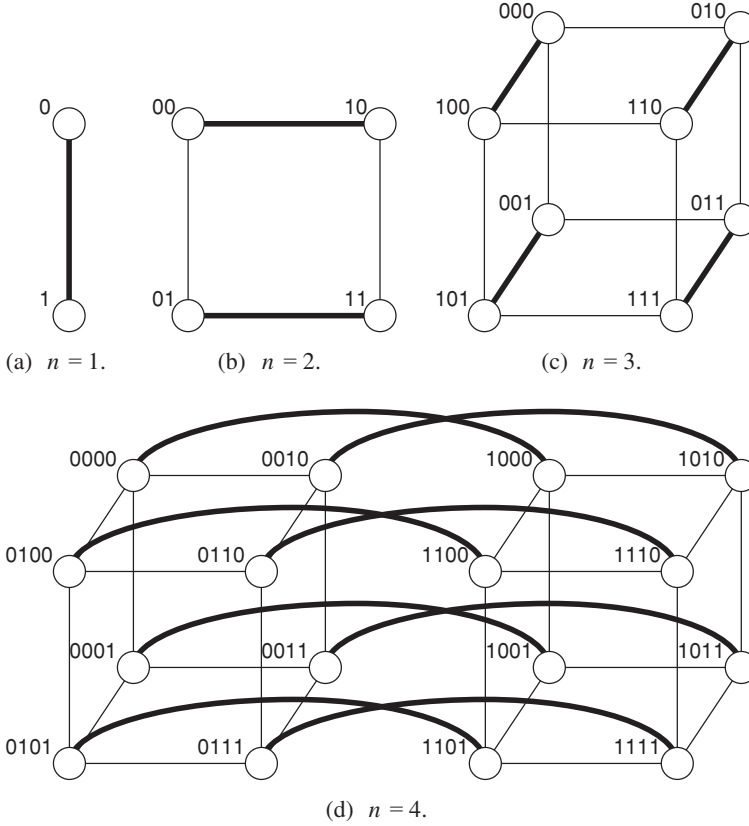 000 010
0 00 10 100 110
001 011
1 01 11 101 111
(a) n = 1. (b) n = 2. (c) n = 3.
0000 0010 1000 1010
0100 0110 1100 1110
0001 0011 1001 1011
0101 0111 1101 1111
(d) n = 4.